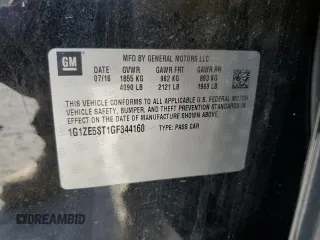 GM
MFD BY GENERAL MOTORS LLC
07/16 GVWR GAWR FRT GAWR RR
1855 KG 962 KG 893 KG
4090 LB 2121 LB 1969 LB
THIS VEHICLE CONFORMS TO ALL APPLICABLE U.S. FEDERAL MOTOR
VEHICLE SAFETY, BUMPER, AND THEFT PREVENTION STANDARDS
IN EFFECT ON THE DATE OF MANUFACTURE SHOWN ABOVE.
1G1ZE5ST1GF344160 TYPE: PASS CAR
CARABIDMD